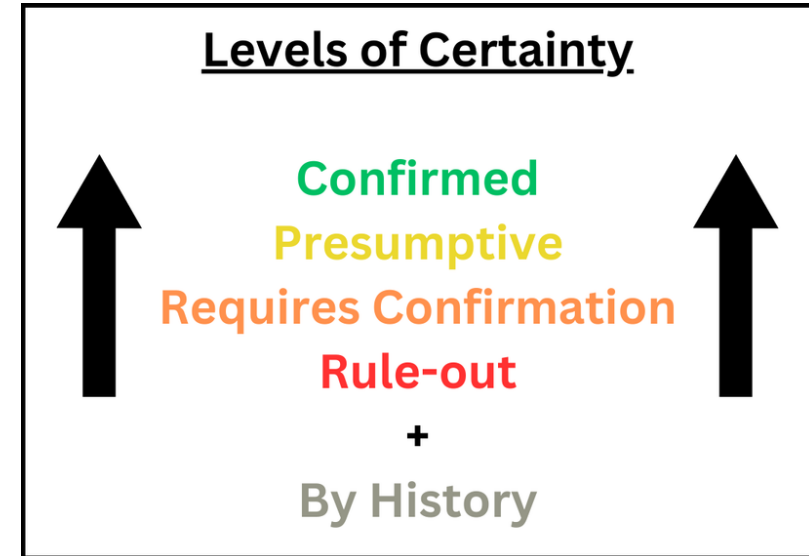 Levels of Certainty
Confirmed
Presumptive
Requires Confirmation
Rule-out
+
By History